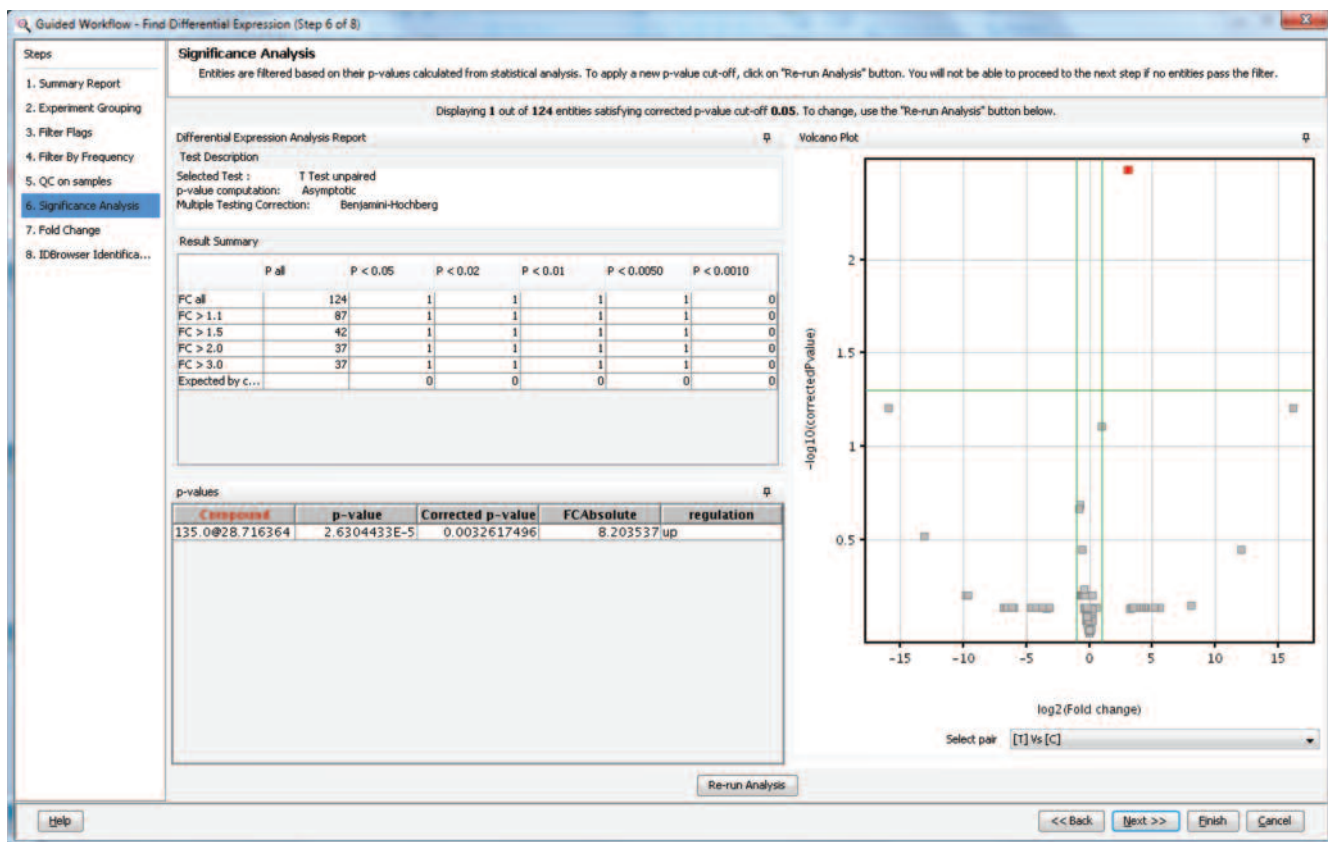 Guided Workflow - Find Differential Expression (Step 6 of 8)
Steps
1. Summary Report
2. Experiment Grouping
3. Filter Flags
4. Filter By Frequency
5. QC on samples
6. Significance Analysis
7. Fold Change
8. IDBrowser Identifica...
Significance Analysis
Entities are filtered based on their p-values calculated from statistical analysis. To apply a new p-value cut-off, click on "Re-run Analysis" button. You will not be able to proceed to the next step if no entities pass the filter.
Displaying 1 out of 124 entities satisfying corrected p-value cut-off 0.05. To change, use the "Re-run Analysis" button below.
Differential Expression Analysis Report
Test Description
Selected Test : T Test unpaired
p-value computation: Asymptotic
Multiple Testing Correction: Benjamini-Hochberg
Result Summary
P all P < 0.05 P < 0.02 P < 0.01 P < 0.0050 P < 0.0010
FC all 124 1 1 1 1 0
FC > 1.1 87 1 1 1 1 0
FC > 1.5 42 1 1 1 1 0
FC > 2.0 37 1 1 1 1 0
FC > 3.0 37 1 1 1 1 0
Expected by c... 0 0 0 0 0
p-values
Compound p-value Corrected p-value FCAbsolute regulation
135.0@28.716364 2.6304433E-5 0.0032617496 8.203537 up
Volcano Plot
-log10(correctedPvalue)
2
1.5
1
0.5
-15 -10 -5 0 5 10 15
log2(Fold change)
Select pair [T] Vs [C]
Re-run Analysis
Help
<< Back Next >> Finish Cancel